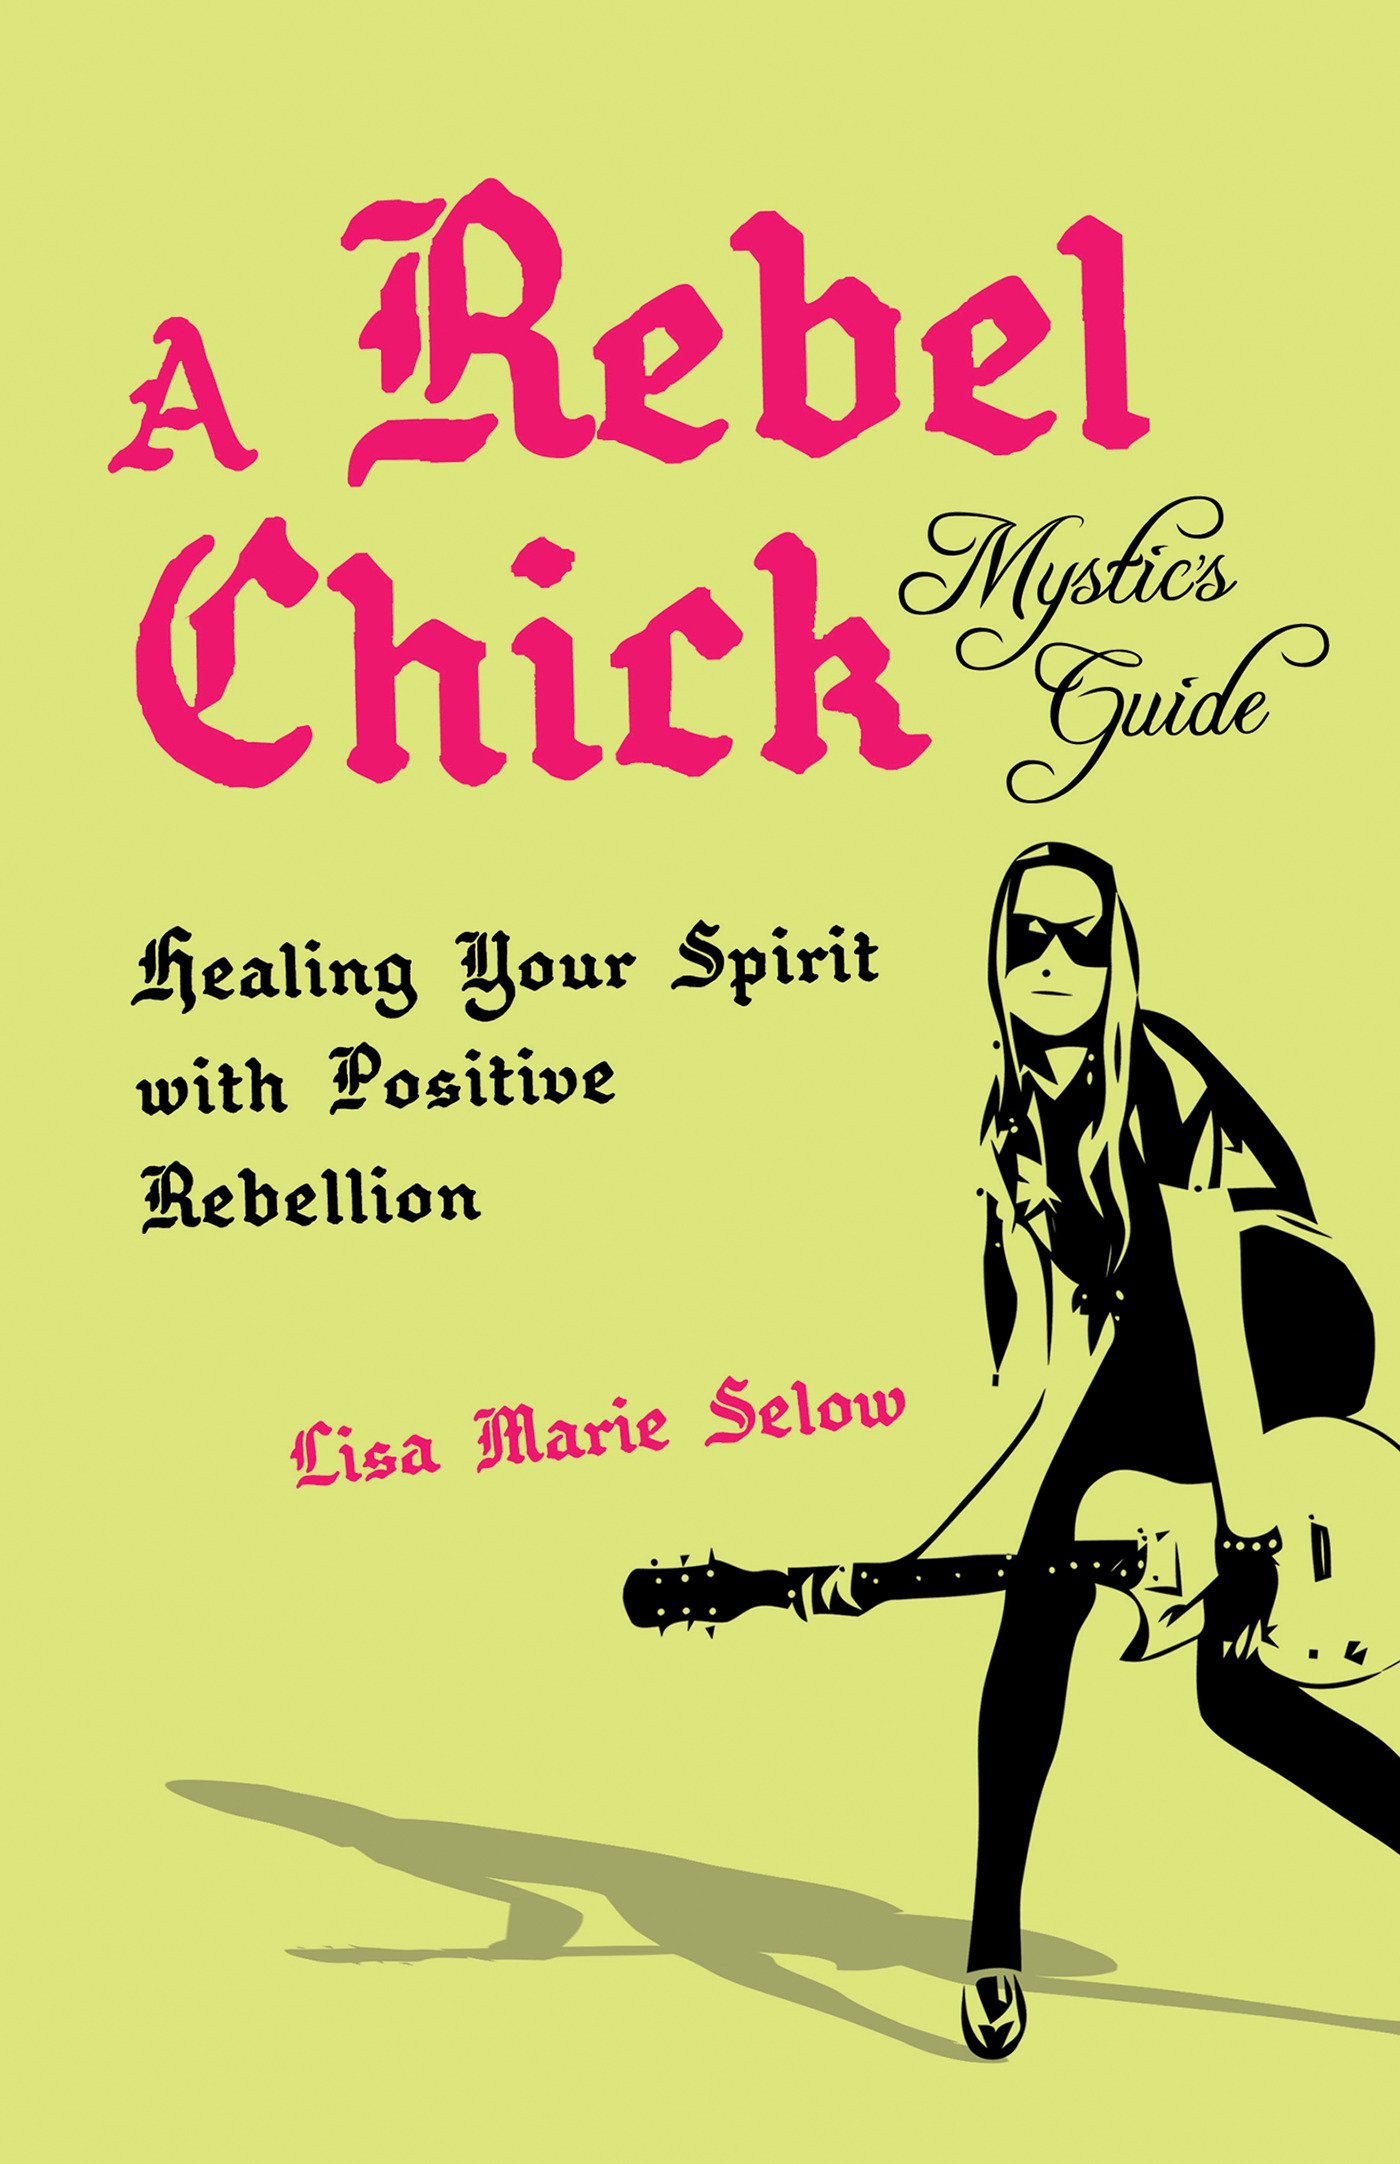 A Rebel
Chick Mystic's
Guide
Healing Your Spirit
with Positive
Rebellion
Lisa Marie Selow